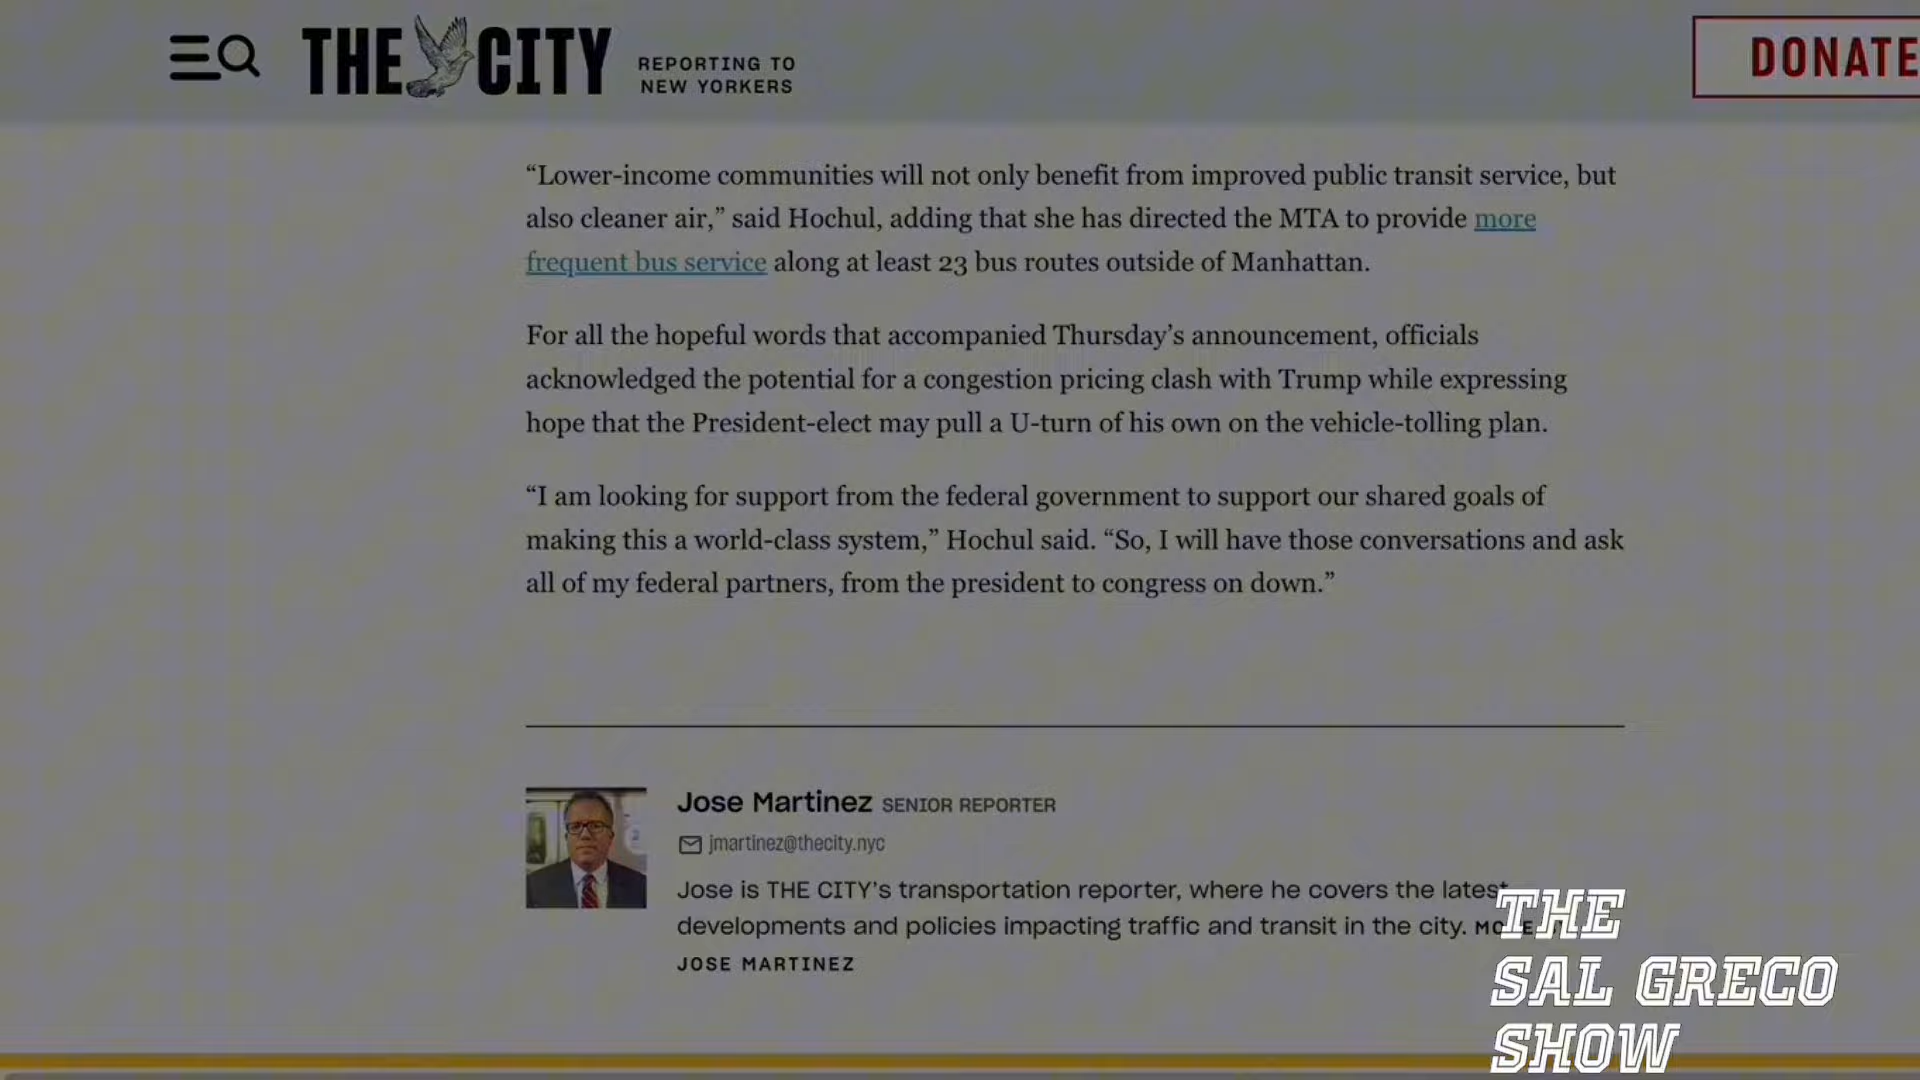 THE CITY
REPORTING TO
NEW YORKERS
DONATE
“Lower-income communities will not only benefit from improved public transit service, but
also cleaner air,” said Hochul, adding that she has directed the MTA to provide more
frequent bus service along at least 23 bus routes outside of Manhattan.
For all the hopeful words that accompanied Thursday’s announcement, officials
acknowledged the potential for a congestion pricing clash with Trump while expressing
hope that the President-elect may pull a U-turn of his own on the vehicle-tolling plan.
“I am looking for support from the federal government to support our shared goals of
making this a world-class system,” Hochul said. “So, I will have those conversations and ask
all of my federal partners, from the president to congress on down.”
Jose Martinez SENIOR REPORTER
jmartinez@thecity.nyc
Jose is THE CITY’s transportation reporter, where he covers the latest
developments and policies impacting traffic and transit in the city.
JOSE MARTINEZ
THE
SAL GRECO
SHOW